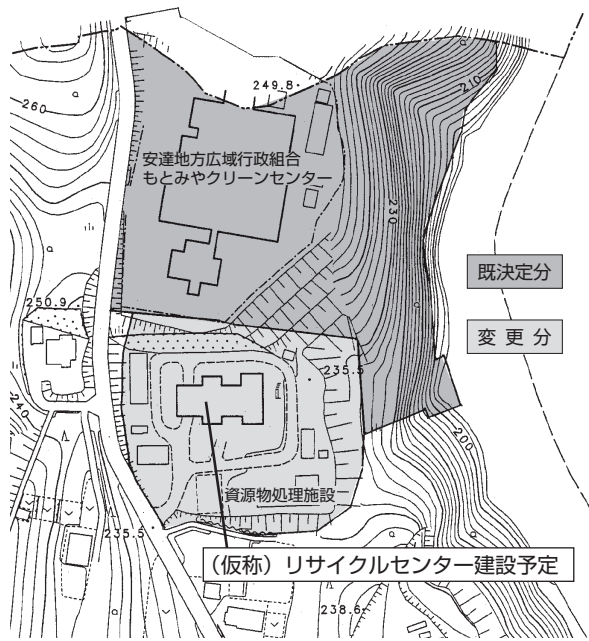 249.8
210
260
安達地方広域行政組合
もとみやクリーンセンター
230
既決定分
250.9
変更分
235.5
240
200
資源物処理施設
235.5
(仮称)リサイクルセンター建設予定
238.6